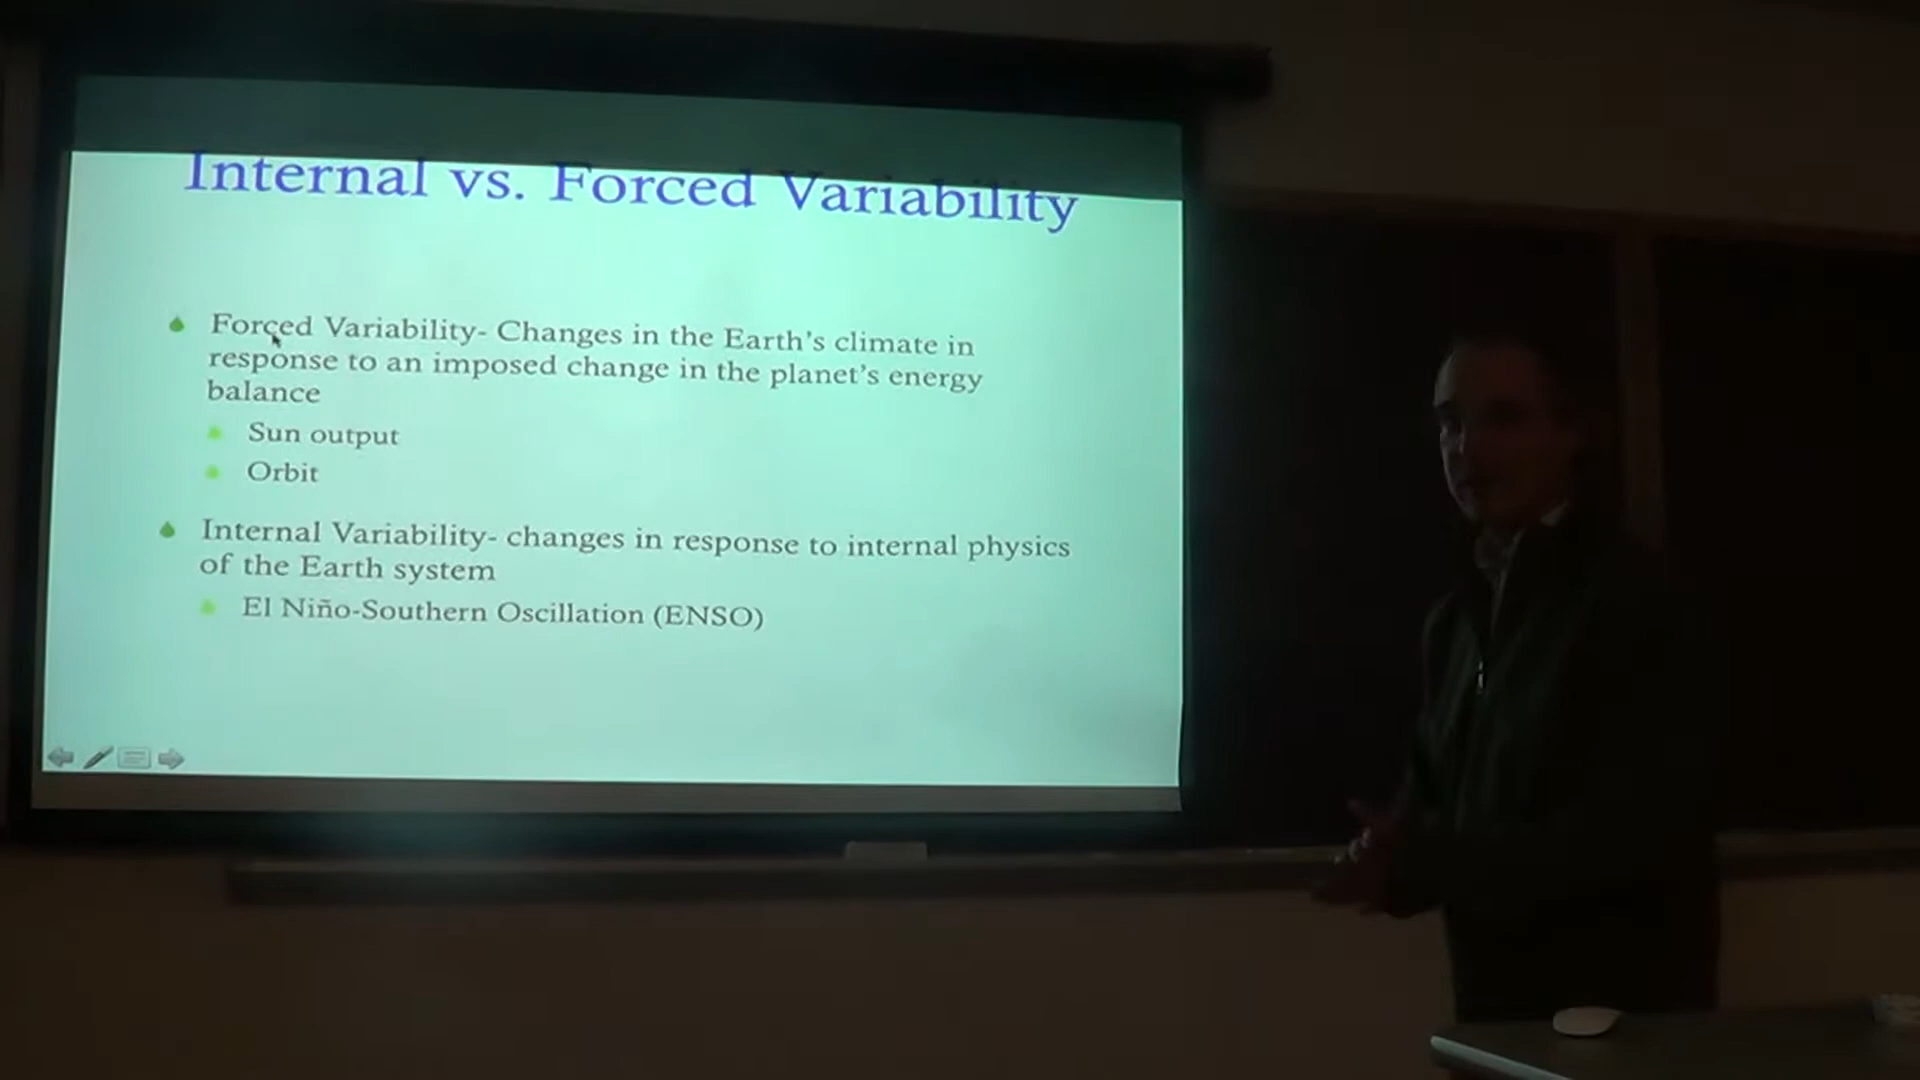 Internal vs. Forced Variability
Forced Variability- Changes in the Earth's climate in
response to an imposed change in the planet's energy
balance
Sun output
Orbit
Internal Variability- changes in response to internal physics
of the Earth system
El Niño-Southern Oscillation (ENSO)